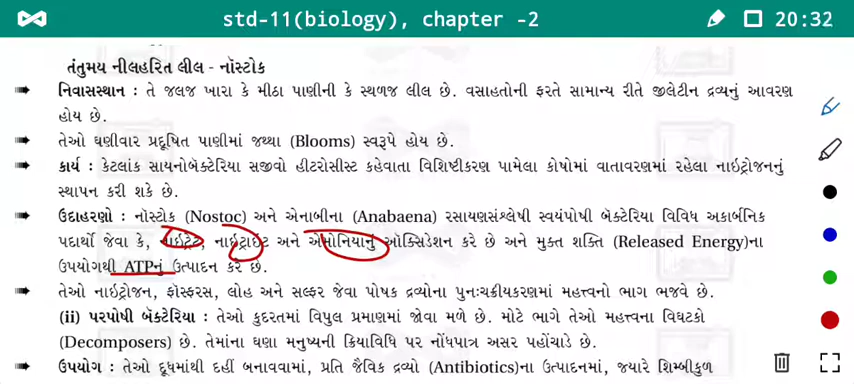 std-11(biology), chapter -2
20:32
તંતુમય નીલહરિત લીલ - નૉસ્ટોક
નિવાસસ્થાન : તે જલજ ખારા કે મીઠા પાણીની કે સ્થળજ લીલ છે. વસાહતોની ફરતે સામાન્ય રીતે જીલેટીન દ્રવ્યનું આવરણ
હોય છે.
તેઓ ઘણીવાર પ્રદૂષિત પાણીમાં જથ્થા (Blooms) સ્વરૂપે હોય છે.
કાર્ય : કેટલાંક સાયનોબૅક્ટેરિયા સજીવો હીટરોસીસ્ટ કહેવાતા વિશિષ્ટીકરણ પામેલા કોષોમાં વાતાવરણમાં રહેલા નાઇટ્રોજનનું
સ્થાપન કરી શકે છે.
ઉદાહરણો : નૉસ્ટોક (Nostoc) અને એનાબીના (Anabaena) રસાયણસંશ્લેષી સ્વયંપોષી બૅક્ટેરિયા વિવિધ અકાર્બનિક
પદાર્થો જેવા કે, નાઇટ્રેટ, નાઇટ્રાઈટ અને એમોનિયાનું ઑક્સિડેશન કરે છે અને મુક્ત શક્તિ (Released Energy)ના
ઉપયોગથી ATPનું ઉત્પાદન કરે છે.
તેઓ નાઇટ્રોજન, ફૉસ્ફરસ, લોહ અને સલ્ફર જેવા પોષક દ્રવ્યોના પુનઃચક્રીયકરણમાં મહત્ત્વનો ભાગ ભજવે છે.
(ii) પરપોષી બૅક્ટેરિયા : તેઓ કુદરતમાં વિપુલ પ્રમાણમાં જોવા મળે છે. મોટે ભાગે તેઓ મહત્ત્વના વિઘટકો
(Decomposers) છે. તેમાંના ઘણા મનુષ્યની ક્રિયાવિધિ પર નોંધપાત્ર અસર પહોંચાડે છે.
ઉપયોગ : તેઓ દૂધમાંથી દહીં બનાવવામાં, પ્રતિ જૈવિક દ્રવ્યો (Antibiotics)ના ઉત્પાદનમાં, જયારે શિમ્બીકુળ